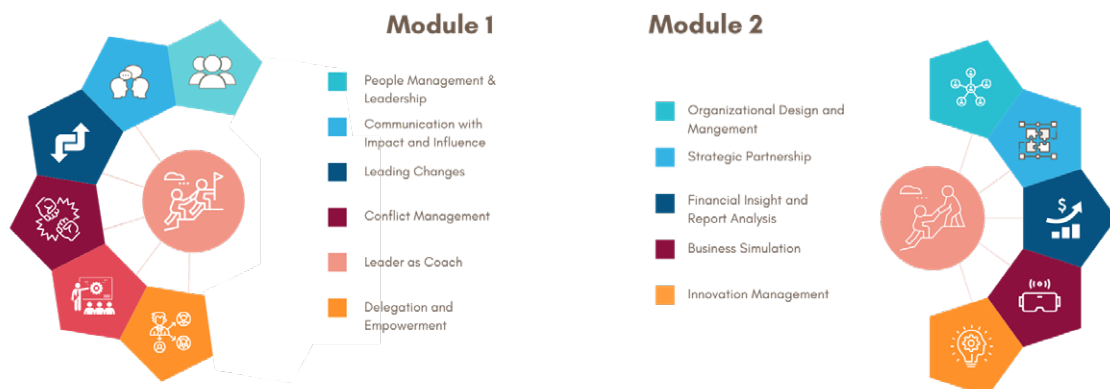 Module 1
People Management &
Leadership
Communication with
Impact and Influence
Leading Changes
Conflict Management
Leader as Coach
Delegation and
Empowerment
Module 2
Organizational Design and
Mangement
Strategic Partnership
Financial Insight and
Report Analysis
Business Simulation
Innovation Management
$